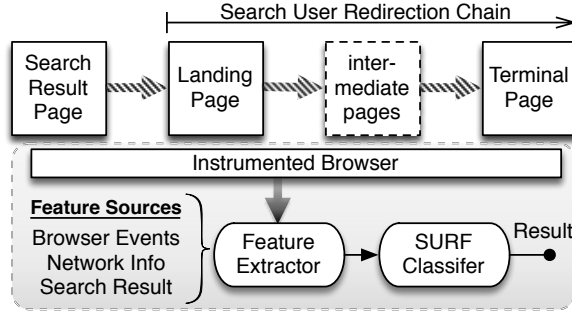 Search User Redirection Chain
Search
Result
Page
Landing
Page
inter-
mediate
pages
Terminal
Page
Instrumented Browser
Feature Sources
Browser Events
Network Info
Search Result
Feature
Extractor
SURF
Classifer
Result